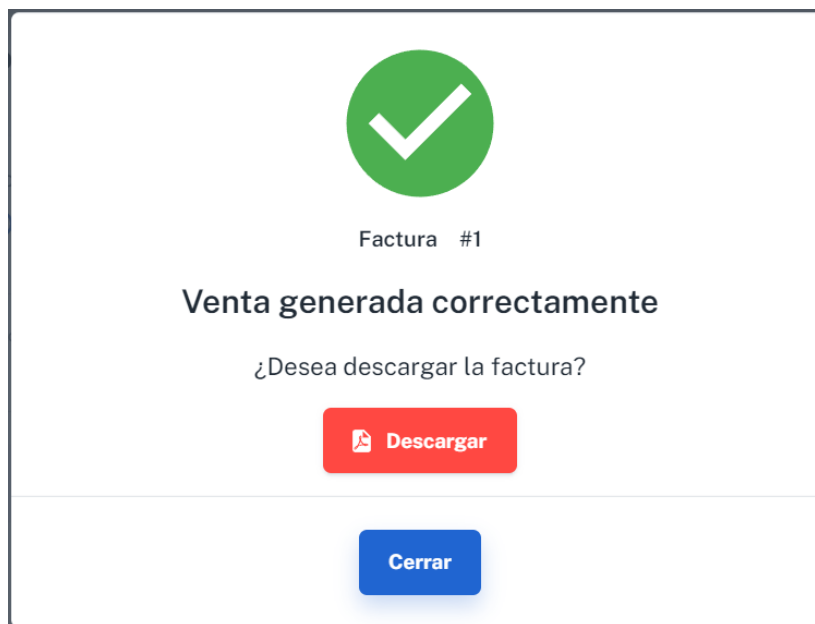 Factura #1
Venta generada correctamente
¿Desea descargar la factura?
Descargar
Cerrar